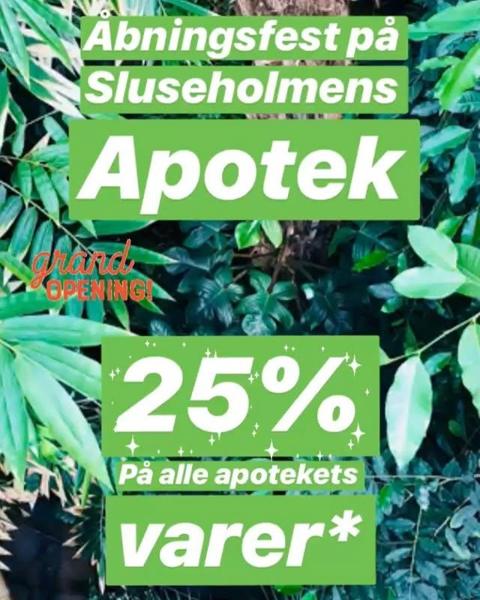 Åbningsfest på
Sluseholmens
Apotek
grand
OPENING!
25%
På alle apotekets
varer*